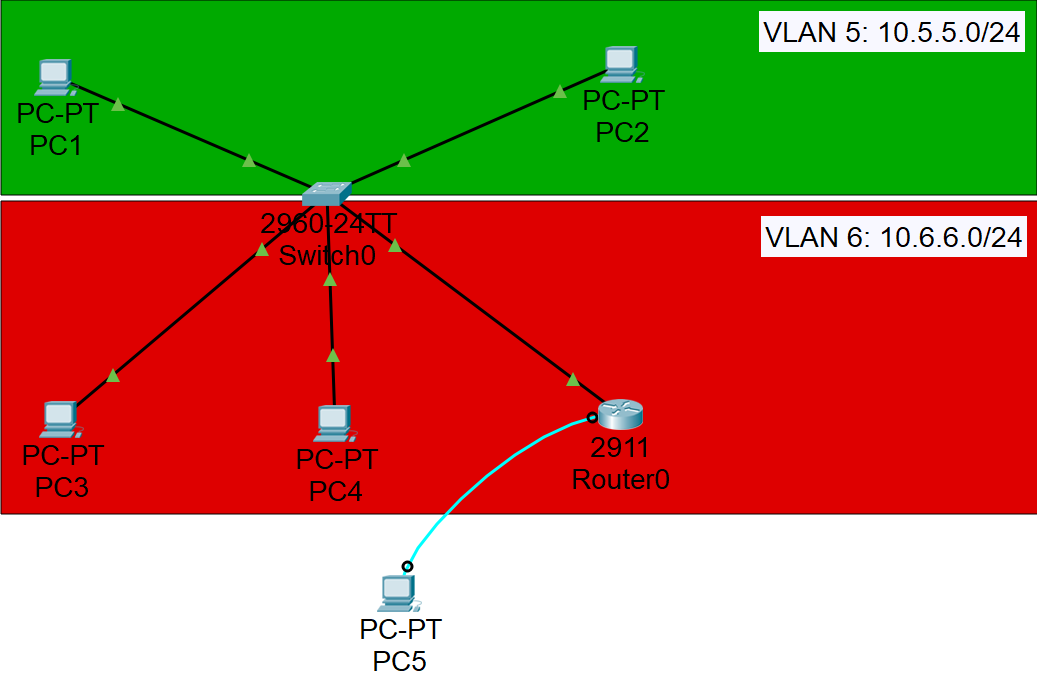 VLAN 5: 10.5.5.0/24
PC-PT
PC1
PC-PT
PC2
2960-24TT
Switch0
VLAN 6: 10.6.6.0/24
PC-PT
PC3
PC-PT
PC4
2911
Router0
PC-PT
PC5